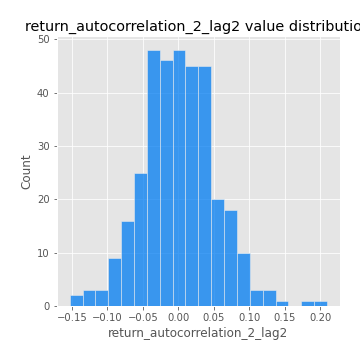 return_autocorrelation_2_lag2 value distributio
50
40
30
20
10
0
Count
−0.15 −0.10 −0.05 0.00 0.05 0.10 0.15 0.20
return_autocorrelation_2_lag2